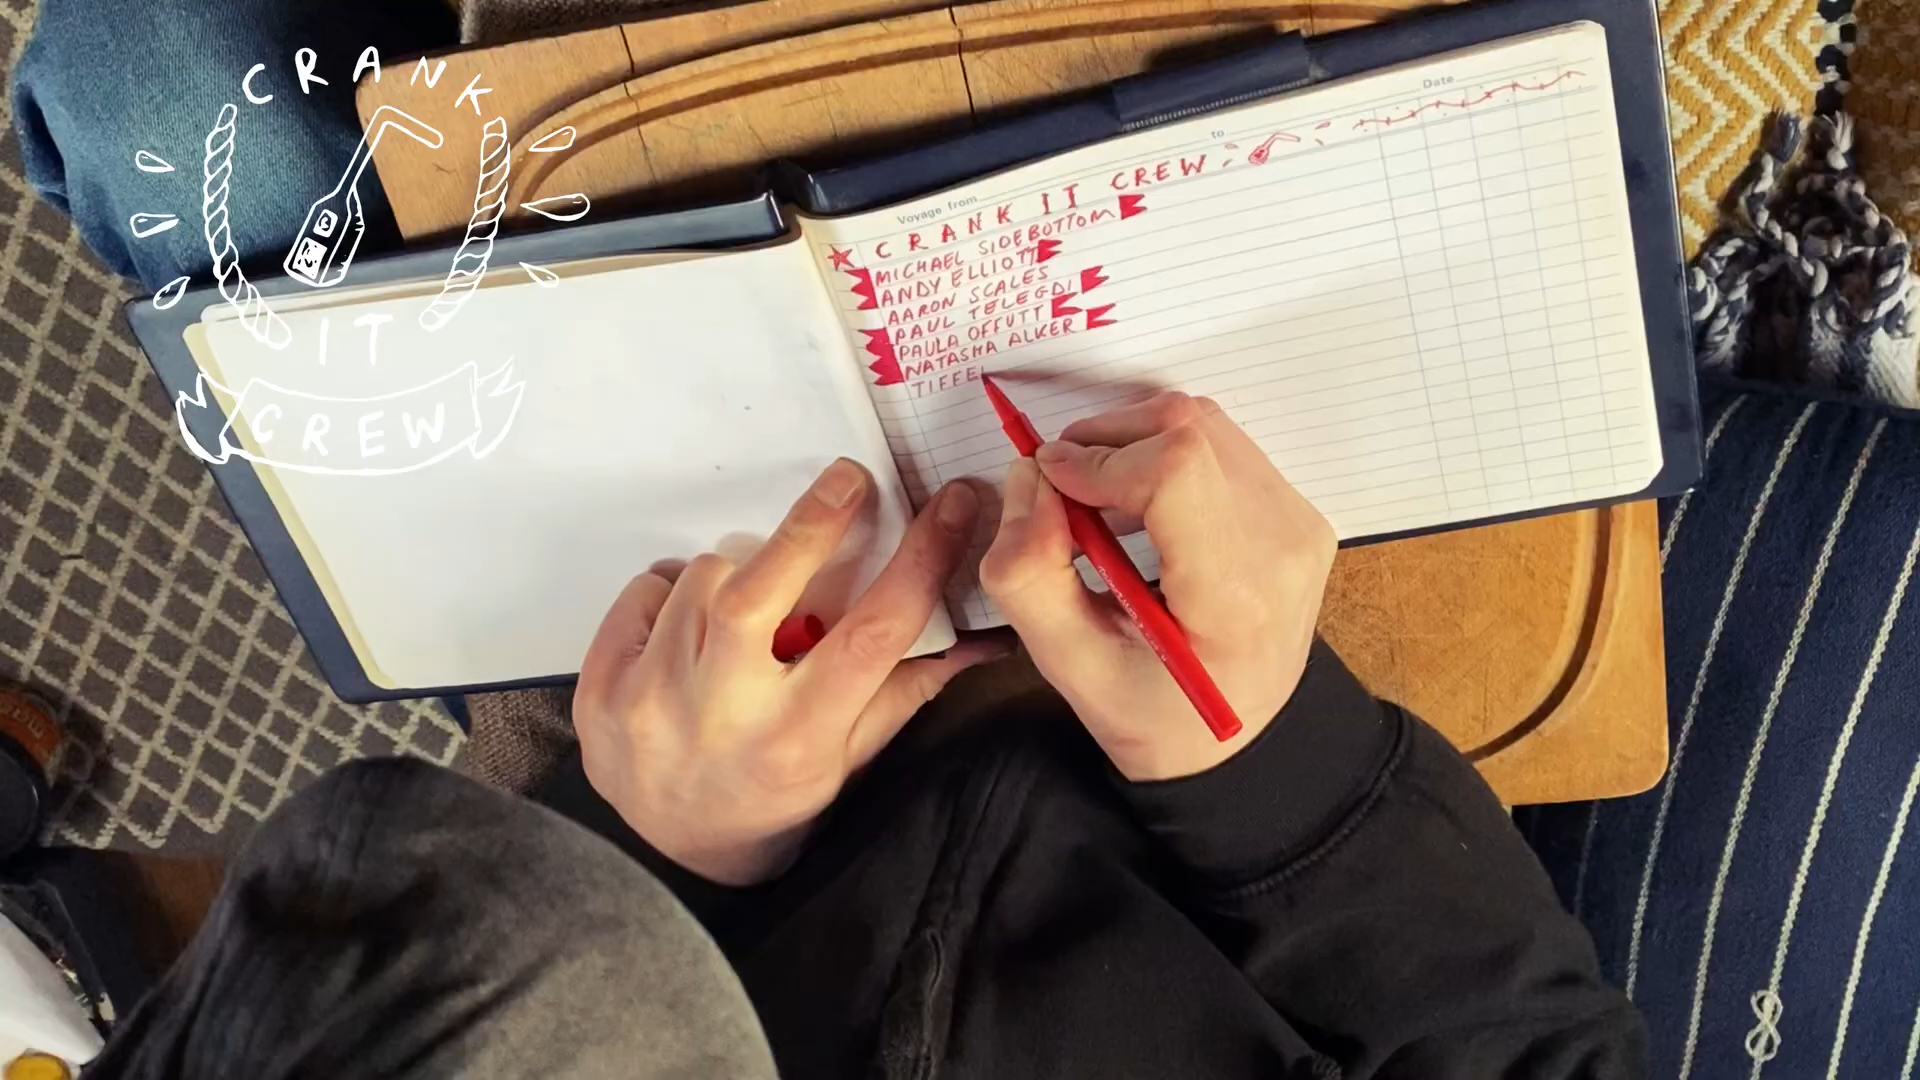 CRANK
IT
CREW
Voyage from
to
Date
CRANK IT CREW
MICHAEL SIDEBOTTOM
ANDY ELLIOTT
AARON SCALES
PAUL TELEGDI
PAULA OFFUTT
NATASHA ALKER
TIFFE